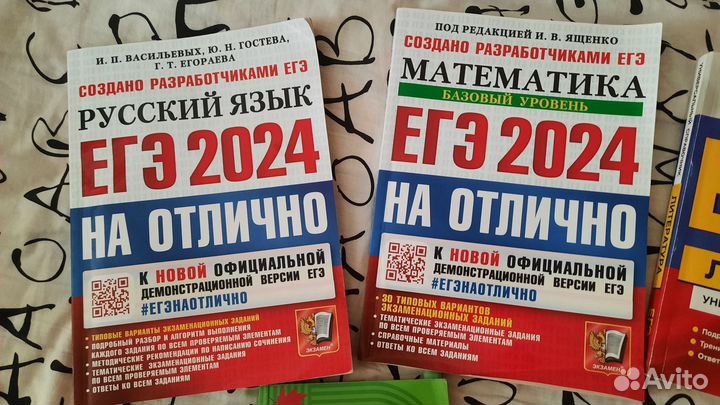 И. П. ВАСИЛЬЕВЫХ, Ю. Н. ГОСТЕВА,
Г. Т. ЕГОРАЕВА
СОЗДАНО РАЗРАБОТЧИКАМИ ЕГЭ
РУССКИЙ ЯЗЫК
ЕГЭ 2024
НА ОТЛИЧНО
К НОВОЙ ОФИЦИАЛЬНОЙ
ДЕМОНСТРАЦИОННОЙ ВЕРСИИ ЕГЭ
#ЕГЭНАОТЛИЧНО
• ТИПОВЫЕ ВАРИАНТЫ ЭКЗАМЕНАЦИОННЫХ ЗАДАНИЙ
• ПОДРОБНЫЙ РАЗБОР И АЛГОРИТМ ВЫПОЛНЕНИЯ
КАЖДОГО ЗАДАНИЯ ПО ВСЕМ ПРОВЕРЯЕМЫМ ЭЛЕМЕНТАМ
• МЕТОДИЧЕСКИЕ РЕКОМЕНДАЦИИ ПО НАПИСАНИЮ СОЧИНЕНИЯ
• ТЕМАТИЧЕСКИЕ ЭКЗАМЕНАЦИОННЫЕ ЗАДАНИЯ
ПО ВСЕМ ПРОВЕРЯЕМЫМ ЭЛЕМЕНТАМ
• ОТВЕТЫ КО ВСЕМ ЗАДАНИЯМ
ЭКЗАМЕН
ПОД РЕДАКЦИЕЙ И. В. ЯЩЕНКО
СОЗДАНО РАЗРАБОТЧИКАМИ ЕГЭ
МАТЕМАТИКА
БАЗОВЫЙ УРОВЕНЬ
ЕГЭ 2024
НА ОТЛИЧНО
К НОВОЙ ОФИЦИАЛЬНОЙ
ДЕМОНСТРАЦИОННОЙ ВЕРСИИ ЕГЭ
#ЕГЭНАОТЛИЧНО
• 30 ТИПОВЫХ ВАРИАНТОВ
ЭКЗАМЕНАЦИОННЫХ ЗАДАНИЙ
• ТЕМАТИЧЕСКИЕ ЭКЗАМЕНАЦИОННЫЕ ЗАДАНИЯ
ПО ВСЕМ ПРОВЕРЯЕМЫМ ЭЛЕМЕНТАМ
• СПРАВОЧНЫЕ МАТЕРИАЛЫ
• ОТВЕТЫ КО ВСЕМ ЗАДАНИЯМ
ЭКЗАМЕН
ЛИТЕРАТУРА
Avito